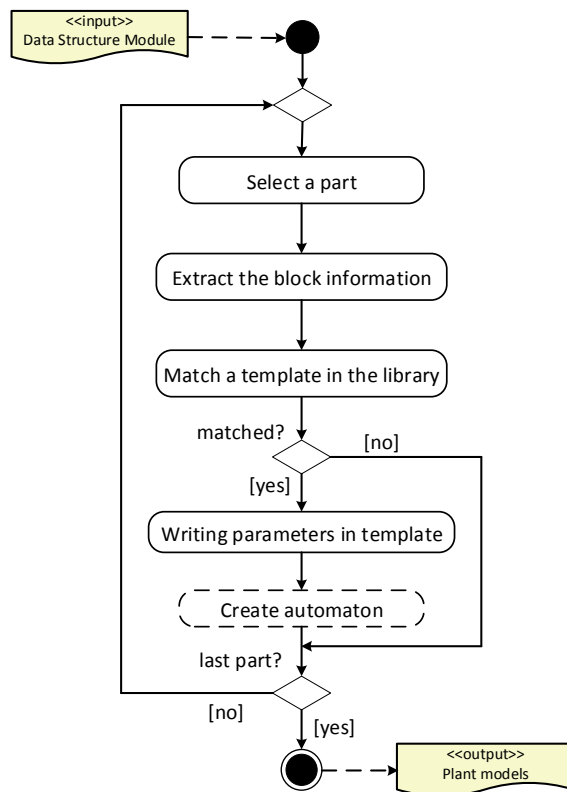 <<input>>
Data Structure Module
Select a part
Extract the block information
Match a template in the library
matched?
[no]
[yes]
Writing parameters in template
Create automaton
last part?
[no]
[yes]
<<output>>
Plant models